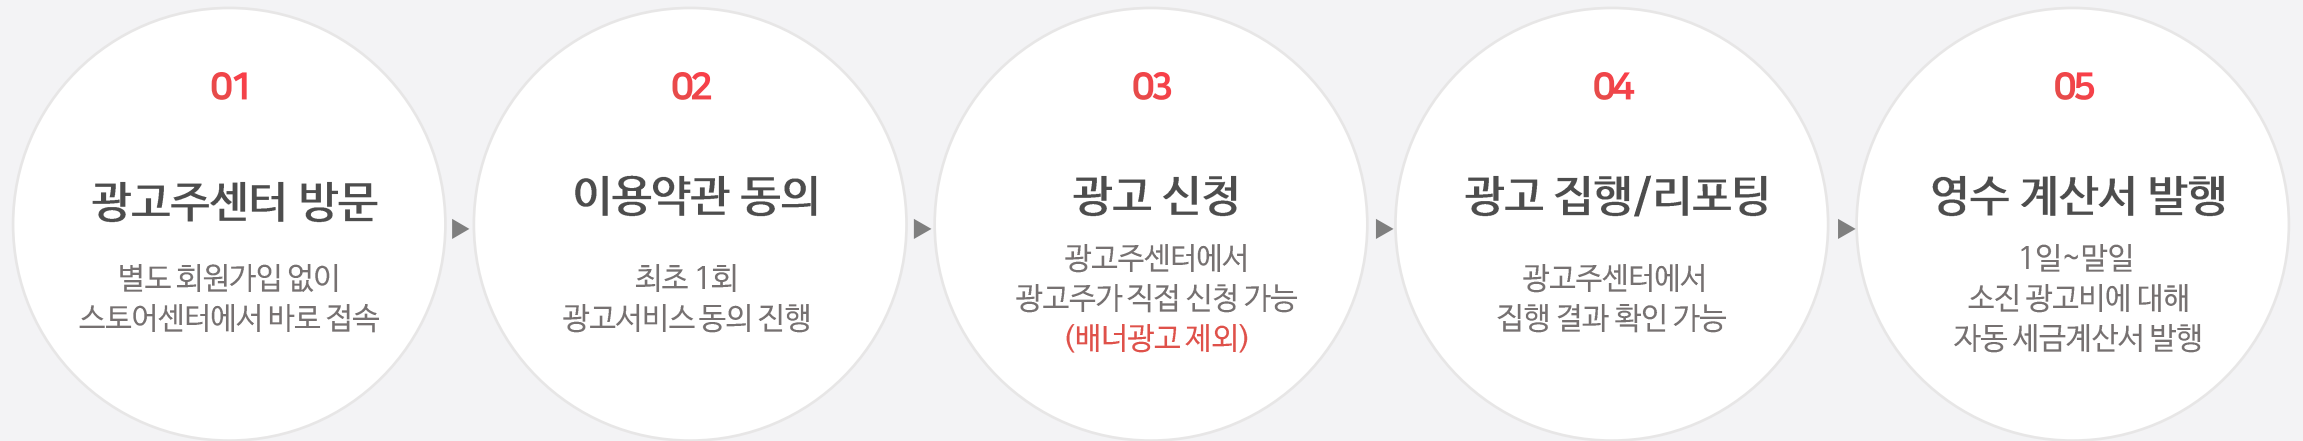 01
광고주센터 방문
별도 회원가입 없이
스토어센터에서 바로 접속
02
이용약관 동의
최초 1회
광고서비스 동의 진행
03
광고 신청
광고주센터에서
광고주가 직접 신청 가능
(배너광고 제외)
04
광고 집행/리포팅
광고주센터에서
집행 결과 확인 가능
05
영수 계산서 발행
1일~말일
소진 광고비에 대해
자동 세금계산서 발행